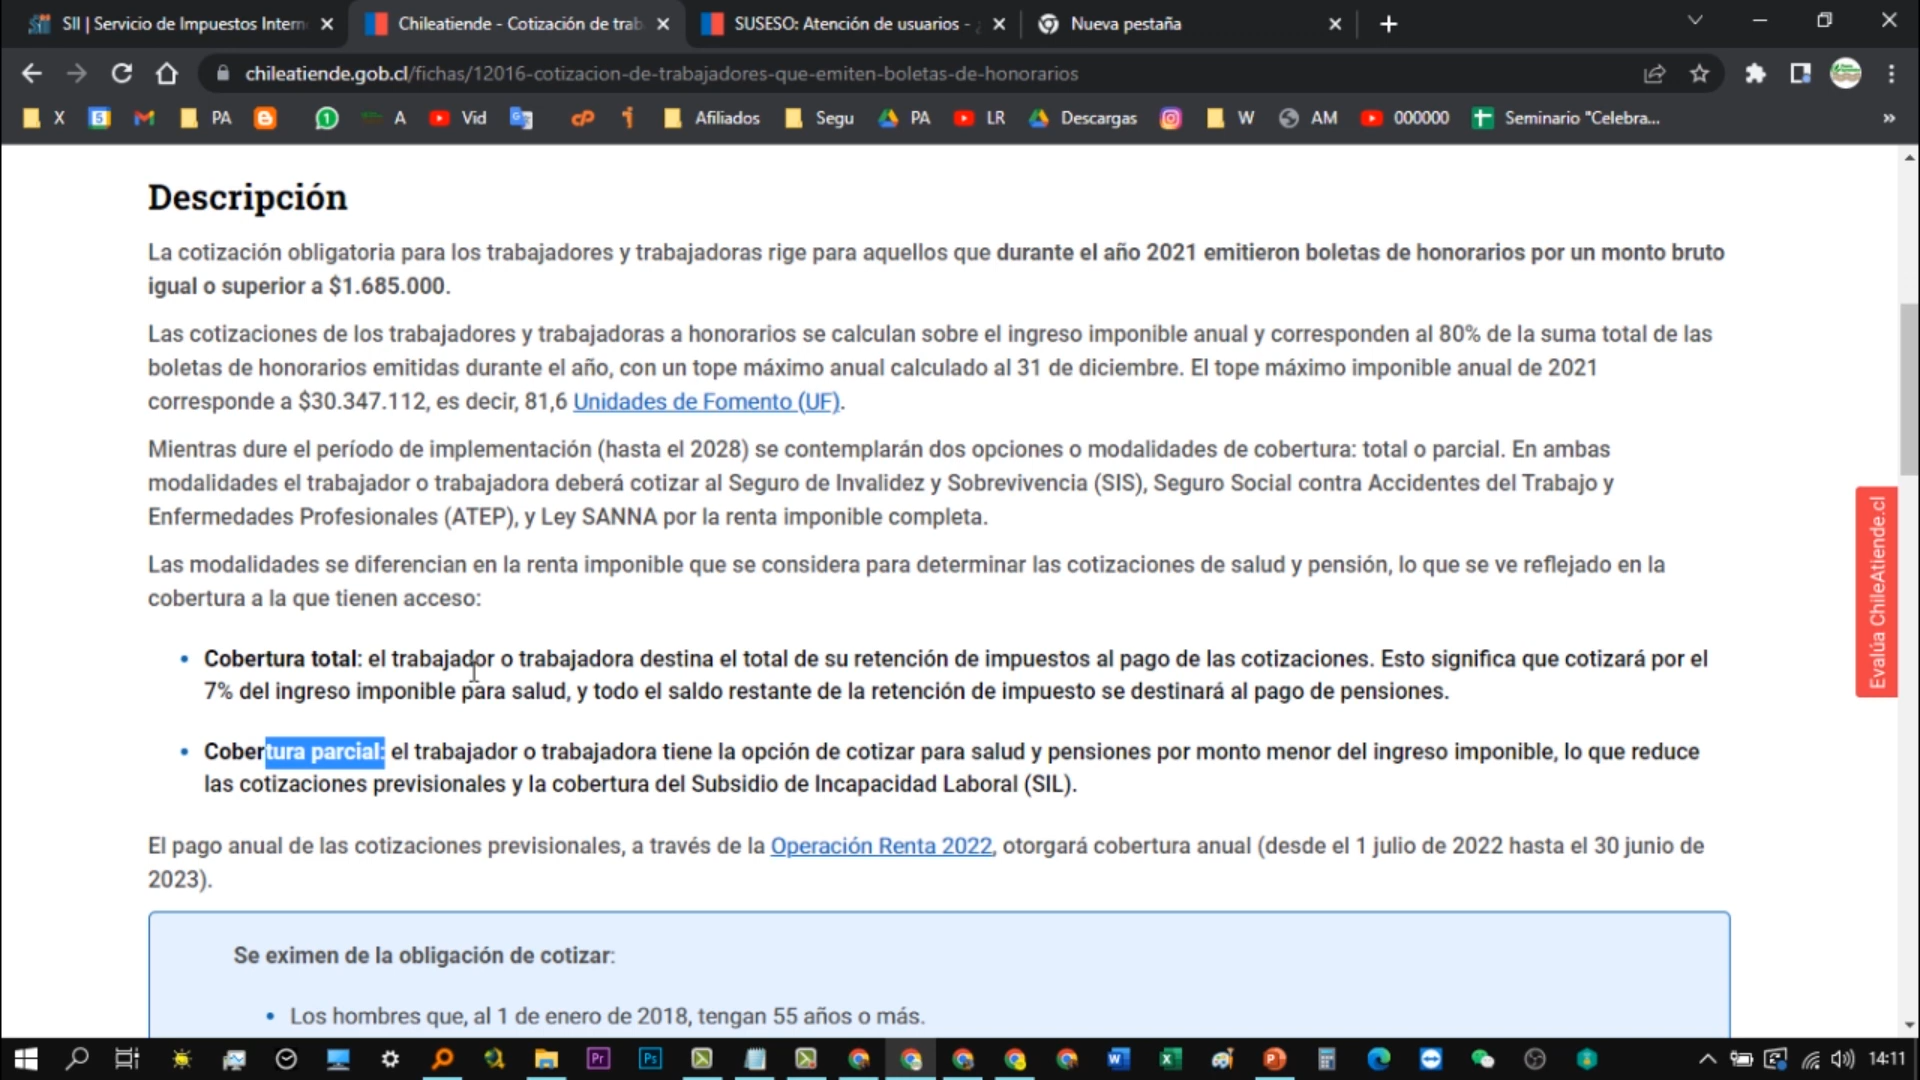 SII | Servicio de Impuestos Intern
Chileatiende - Cotización de trab
SUSESO: Atención de usuarios -
Nueva pestaña
chileatiende.gob.cl/fichas/12016-cotizacion-de-trabajadores-que-emiten-boletas-de-honorarios
X
PA
A
Vid
Afiliados
Segu
PA
LR
Descargas
W
AM
000000
Seminario "Celebra...
Descripción
La cotización obligatoria para los trabajadores y trabajadoras rige para aquellos que durante el año 2021 emitieron boletas de honorarios por un monto bruto
igual o superior a $1.685.000.
Las cotizaciones de los trabajadores y trabajadoras a honorarios se calculan sobre el ingreso imponible anual y corresponden al 80% de la suma total de las
boletas de honorarios emitidas durante el año, con un tope máximo anual calculado al 31 de diciembre. El tope máximo imponible anual de 2021
corresponde a $30.347.112, es decir, 81,6 Unidades de Fomento (UF).
Mientras dure el período de implementación (hasta el 2028) se contemplarán dos opciones o modalidades de cobertura: total o parcial. En ambas
modalidades el trabajador o trabajadora deberá cotizar al Seguro de Invalidez y Sobrevivencia (SIS), Seguro Social contra Accidentes del Trabajo y
Enfermedades Profesionales (ATEP), y Ley SANNA por la renta imponible completa.
Las modalidades se diferencian en la renta imponible que se considera para determinar las cotizaciones de salud y pensión, lo que se ve reflejado en la
cobertura a la que tienen acceso:
• Cobertura total: el trabajador o trabajadora destina el total de su retención de impuestos al pago de las cotizaciones. Esto significa que cotizará por el
7% del ingreso imponible para salud, y todo el saldo restante de la retención de impuesto se destinará al pago de pensiones.
• Cobertura parcial: el trabajador o trabajadora tiene la opción de cotizar para salud y pensiones por monto menor del ingreso imponible, lo que reduce
las cotizaciones previsionales y la cobertura del Subsidio de Incapacidad Laboral (SIL).
El pago anual de las cotizaciones previsionales, a través de la Operación Renta 2022, otorgará cobertura anual (desde el 1 julio de 2022 hasta el 30 junio de
2023).
Se eximen de la obligación de cotizar:
• Los hombres que, al 1 de enero de 2018, tengan 55 años o más.
Evalúa ChileAtiende.cl
14:11